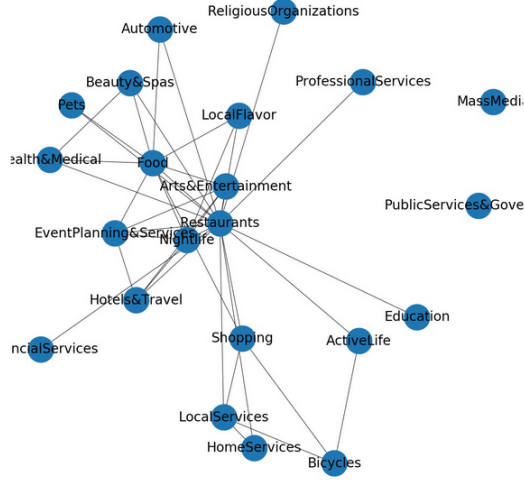 ReligiousOrganizations
Automotive
Beauty&Spas
ProfessionalServices
Pets
MassMedi
LocalFlavor
ealth&Medical
Food
Arts&Entertainment
PublicServices&Gove
Restaurants
EventPlanning&Services
Nightlife
Hotels&Travel
Education
Shopping
ActiveLife
ncialServices
LocalServices
HomeServices
Bicycles